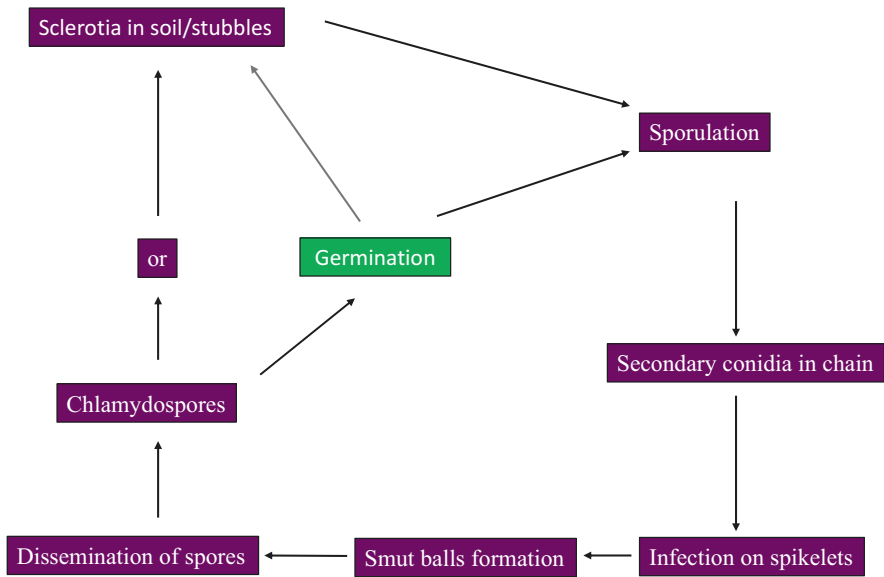 Sclerotia in soil/stubbles
Sporulation
or
Germination
Secondary conidia in chain
Chlamydospores
Dissemination of spores
Smut balls formation
Infection on spikelets